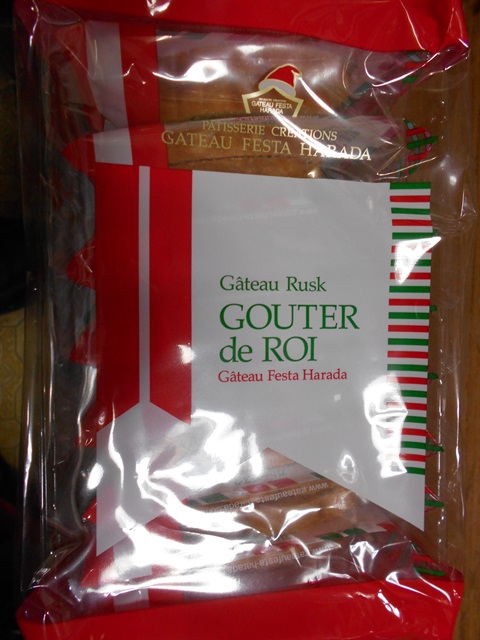 GATEAU FESTA
HARADA
PATISSERIE CREATIONS
GATEAU FESTA HARADA
Gâteau Rusk
GOUTER
de ROI
Gâteau Festa Harada